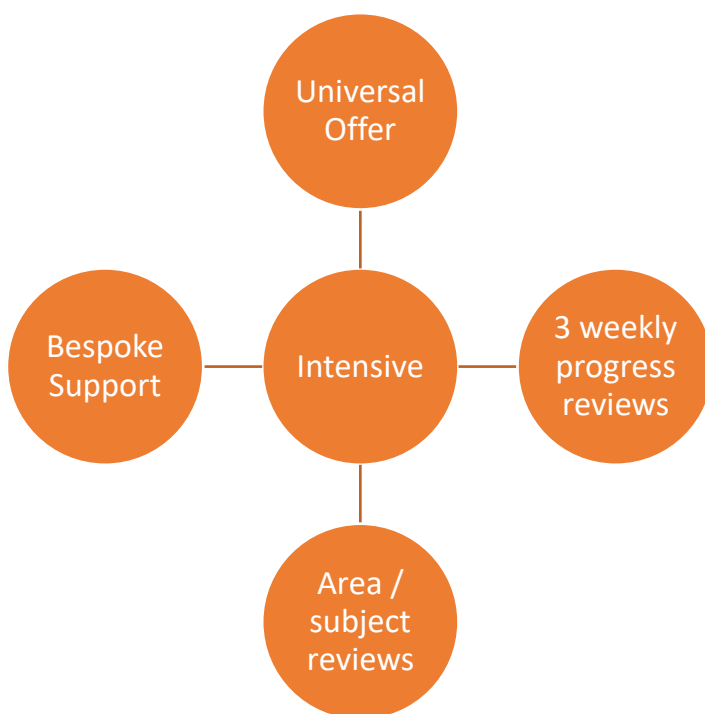 Universal
Offer
Bespoke
Support
Intensive
3 weekly
progress
reviews
Area /
subject
reviews